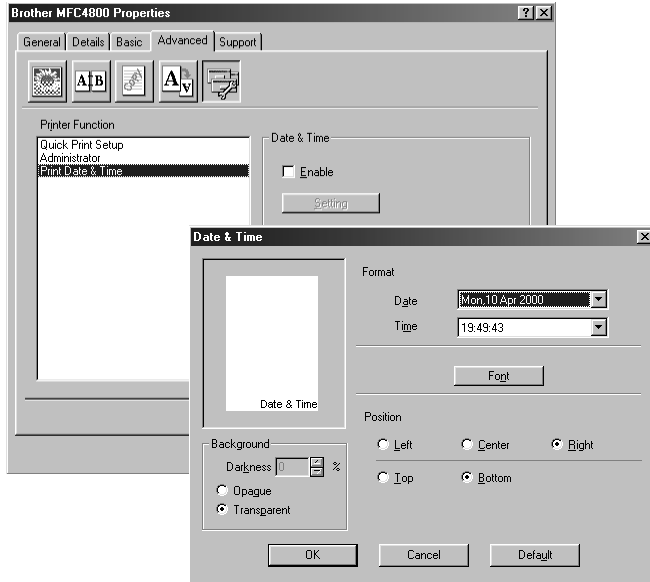 Brother MFC4800 Properties
General Details Basic Advanced Support
A B A A
Printer Function
Quick Print Setup
Administrator
Print Date & Time
Date & Time
Enable
Setting
Date & Time
Date & Time
Format
Date Mon,10 Apr 2000
Time 19:49:43
Font
Position
Left Center Right
Top Bottom
Background
Darkness 0 %
Opaque
Transparent
OK Cancel Default